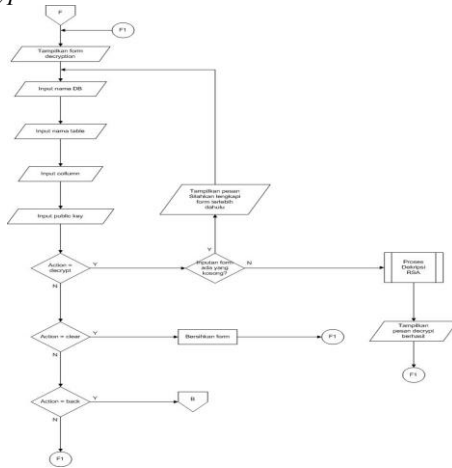 F
F1
Tampilkan form
decryption
Input name DB
Input name table
Input collumn
Input public key
Tampilkan pesan
Silahkan lengkapi
form terlebih
dahulu
Action =
decrypt
Y
N
Inputan form
ada yang
kosong?
Y
N
Proses
Dekripsi
RSA
Tampilkan
pesan decrypt
berhasil
F1
Action = clear
Y
N
Bersihkan form
F1
Action = back
Y
N
B
F1